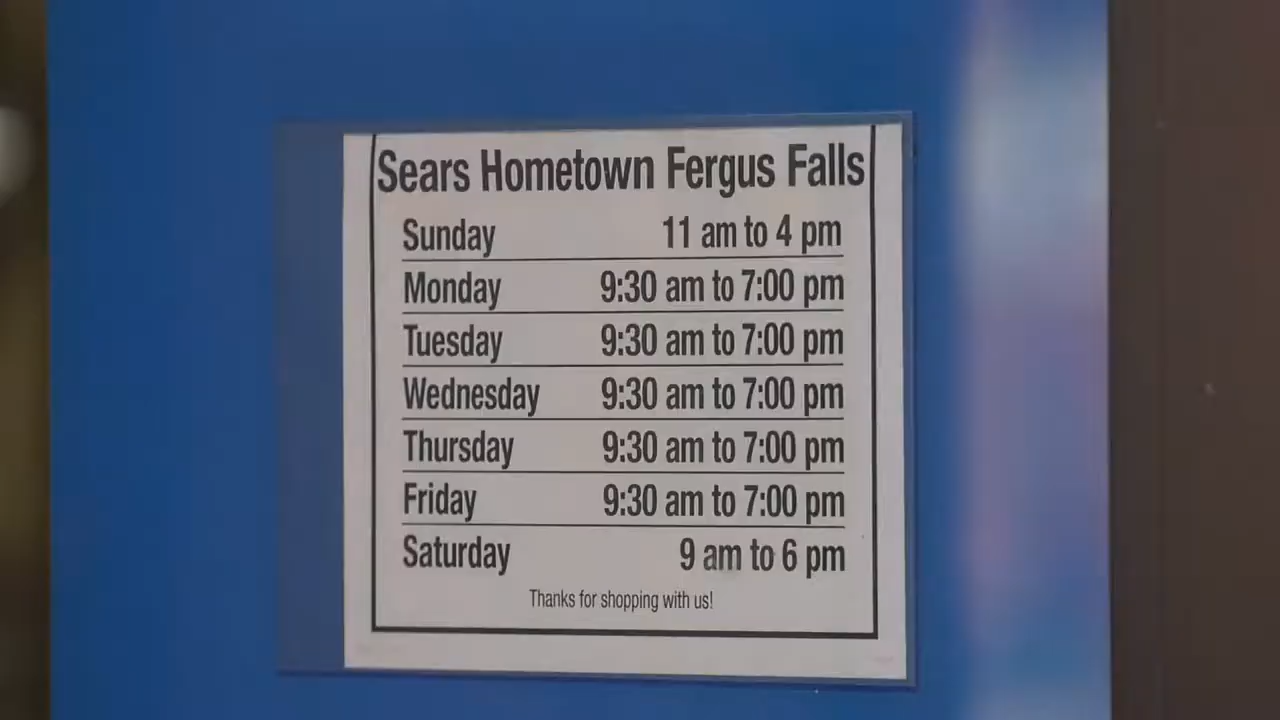 Sears Hometown Fergus Falls
Sunday 11 am to 4 pm
Monday 9:30 am to 7:00 pm
Tuesday 9:30 am to 7:00 pm
Wednesday 9:30 am to 7:00 pm
Thursday 9:30 am to 7:00 pm
Friday 9:30 am to 7:00 pm
Saturday 9 am to 6 pm
Thanks for shopping with us!